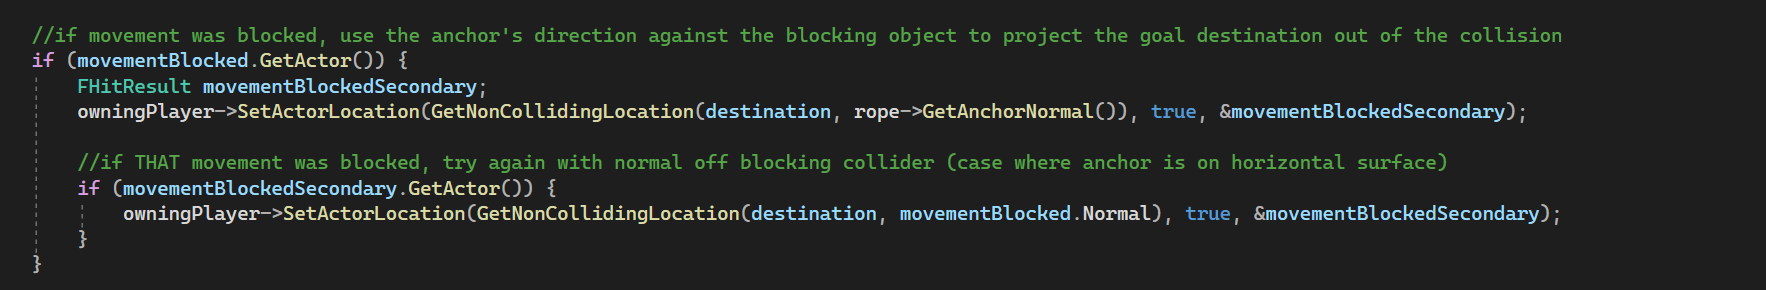 //if movement was blocked, use the anchor's direction against the blocking object to project the goal destination out of the collision
if (movementBlocked.GetActor()) {
    FHitResult movementBlockedSecondary;
    owningPlayer->SetActorLocation(GetNonCollidingLocation(destination, rope->GetAnchorNormal()), true, &movementBlockedSecondary);

    //if THAT movement was blocked, try again with normal off blocking collider (case where anchor is on horizontal surface)
    if (movementBlockedSecondary.GetActor()) {
        owningPlayer->SetActorLocation(GetNonCollidingLocation(destination, movementBlocked.Normal), true, &movementBlockedSecondary);
    }
}